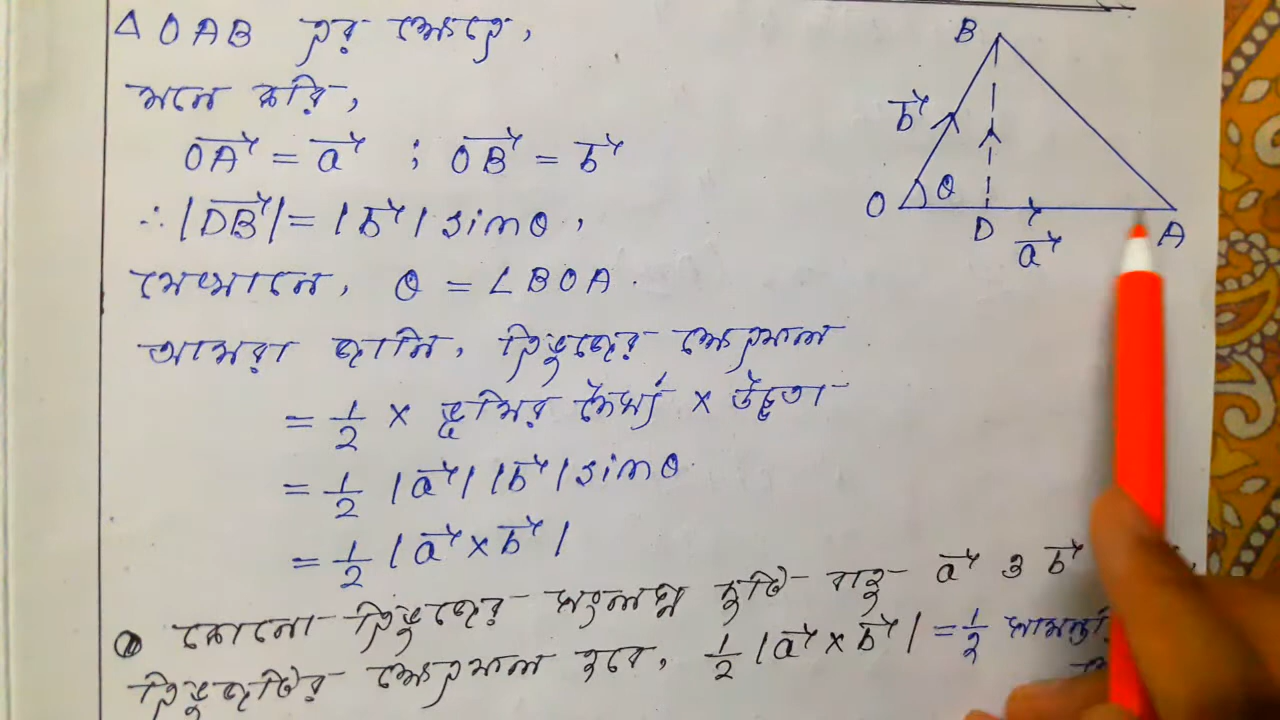 Δ OAB এর ক্ষেত্রে,
মনে করি,
OA⃗ = a⃗ ; OB⃗ = b⃗
∴ |DB⃗| = |b⃗| sinθ,
যেখানে, θ = ∠BOA.
আমরা জানি, ত্রিভুজের ক্ষেত্রফল
= 1/2 × ভূমির দৈর্ঘ্য × উচ্চতা
= 1/2 |a⃗| |b⃗| sinθ
= 1/2 |a⃗ × b⃗|
কোনো ত্রিভুজের সংলগ্ন দুটি বাহু a⃗ ও b⃗
ত্রিভুজটির ক্ষেত্রফল হবে, 1/2 |a⃗ × b⃗| = 1/2
B
b⃗
O
θ
D
a⃗
A